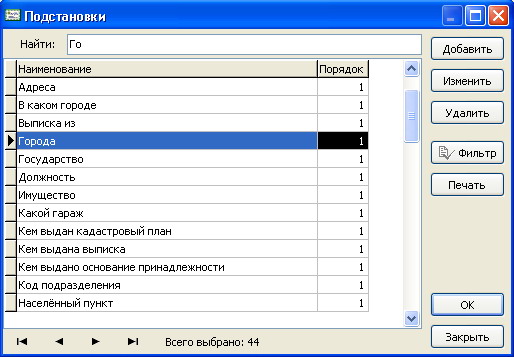 Подстановки
Найти: Го
Добавить
Изменить
Удалить
Фильтр
Печать
Наименование Порядок
Адреса 1
В каком городе 1
Выписка из 1
Города 1
Государство 1
Должность 1
Имущество 1
Какой гараж 1
Кем выдан кадастровый план 1
Кем выдана выписка 1
Кем выдано основание принадлежности 1
Код подразделения 1
Населённый пункт 1
OK
Всего выбрано: 44
Закрыть